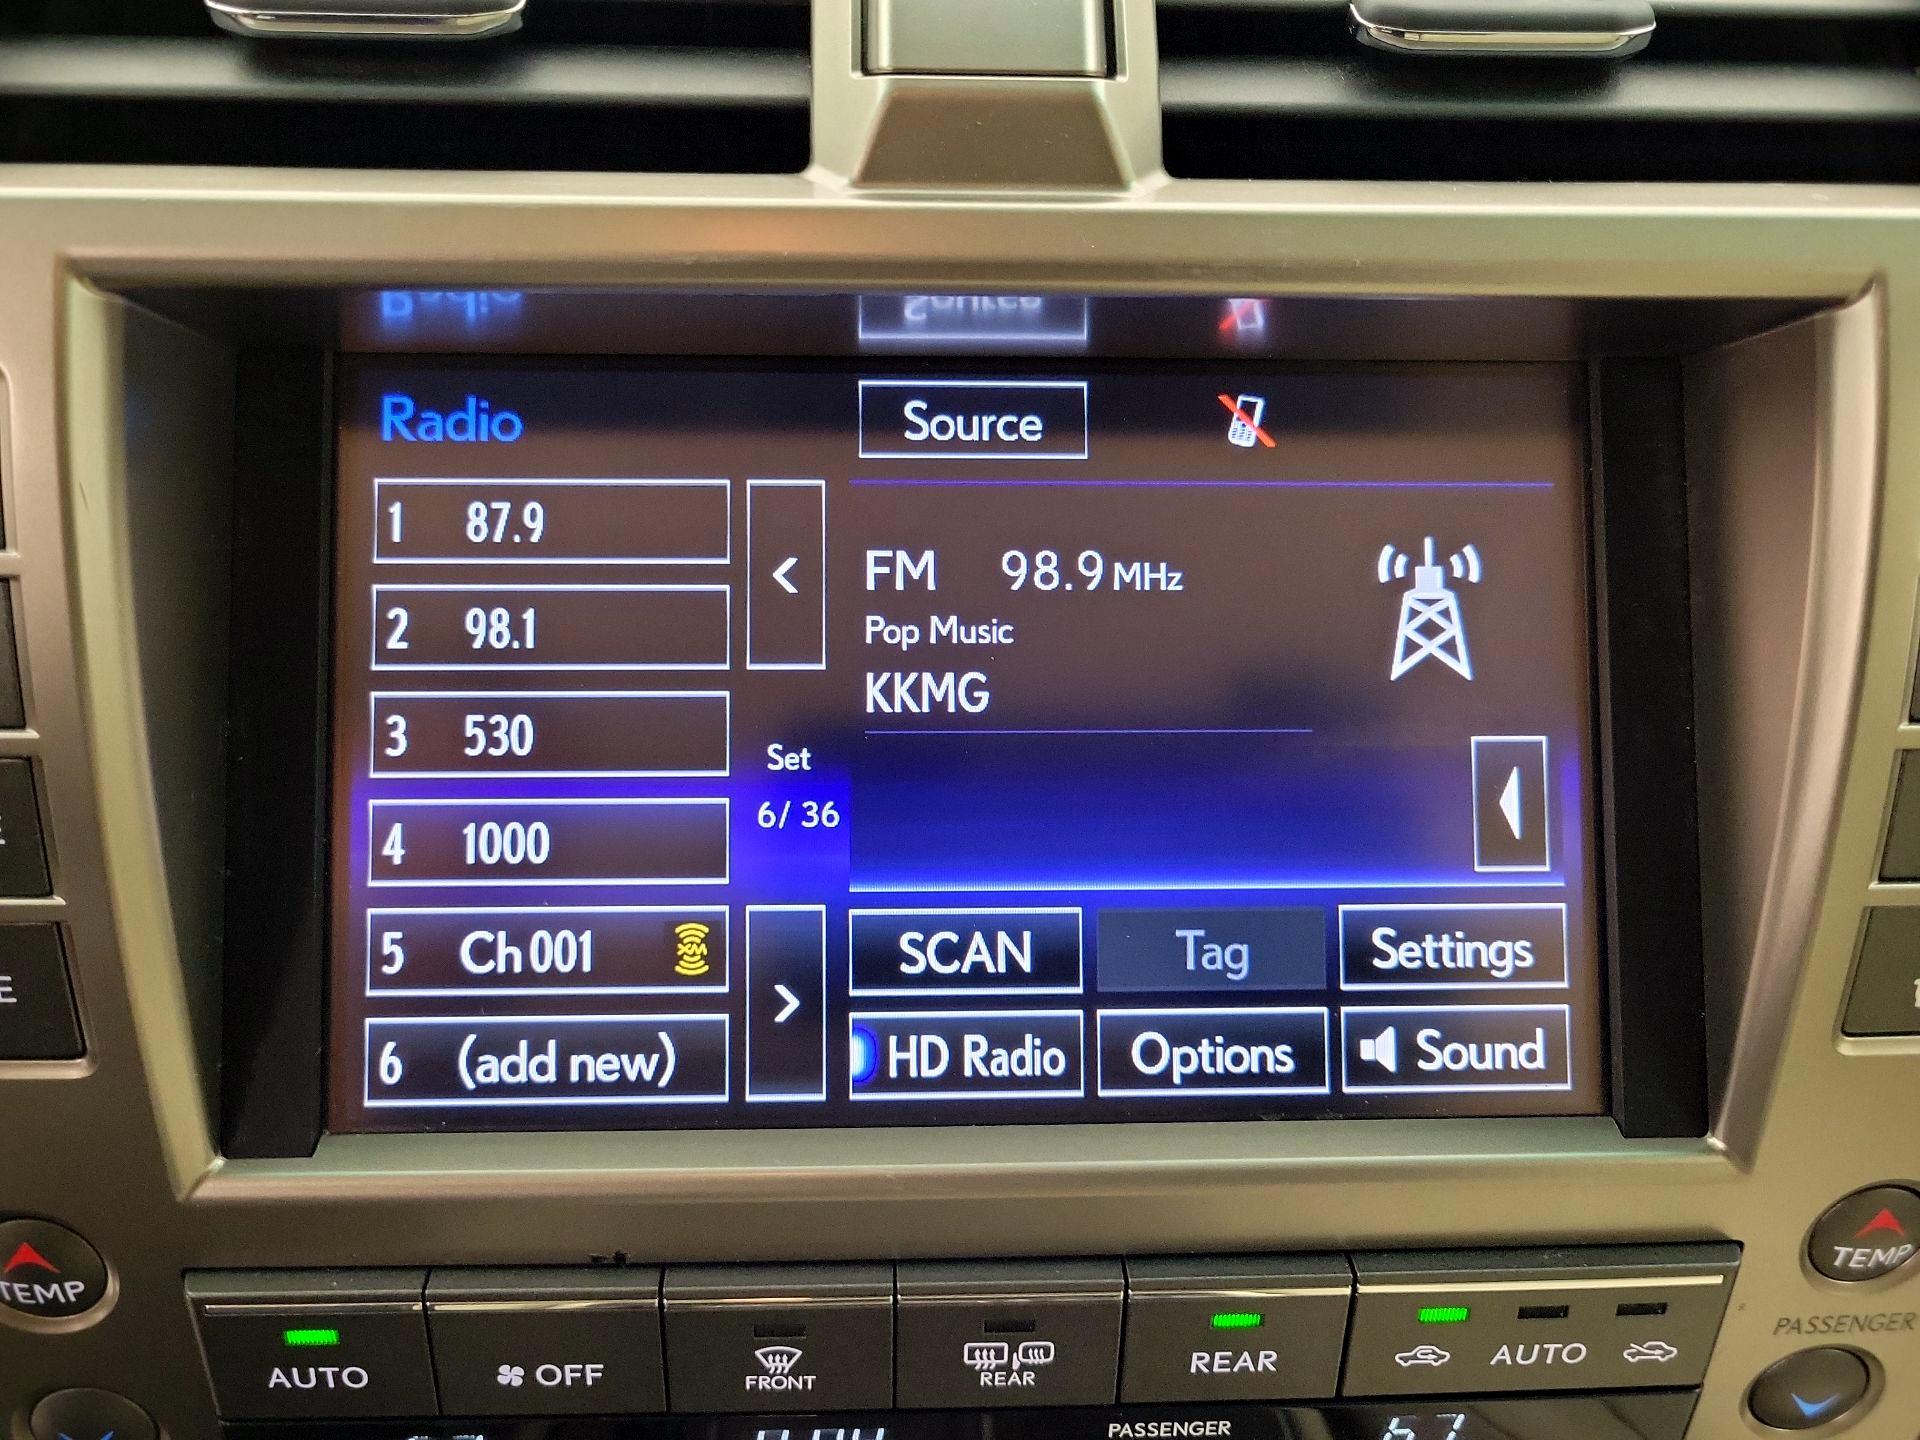 Radio
Source
1 87.9
2 98.1
3 530
4 1000
5 Ch 001 XM
6 (add new)
<
Set
6/ 36
>
FM 98.9 MHz
Pop Music
KKMG
SCAN Tag Settings
HD Radio Options Sound
TEMP
TEMP
PASSENGER
AUTO
OFF
FRONT
REAR
REAR
AUTO
PASSENGER
67